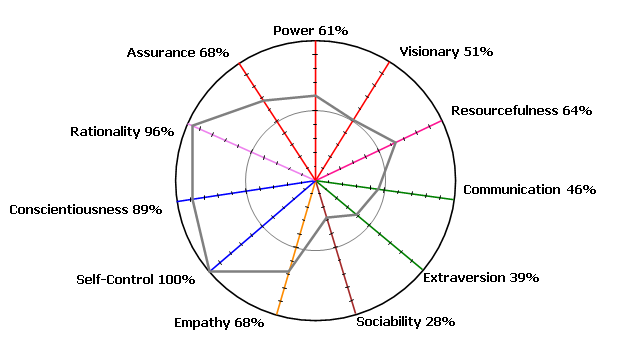 Power 61%
Visionary 51%
Assurance 68%
Resourcefulness 64%
Rationality 96%
Communication 46%
Conscientiousness 89%
Extraversion 39%
Self-Control 100%
Sociability 28%
Empathy 68%